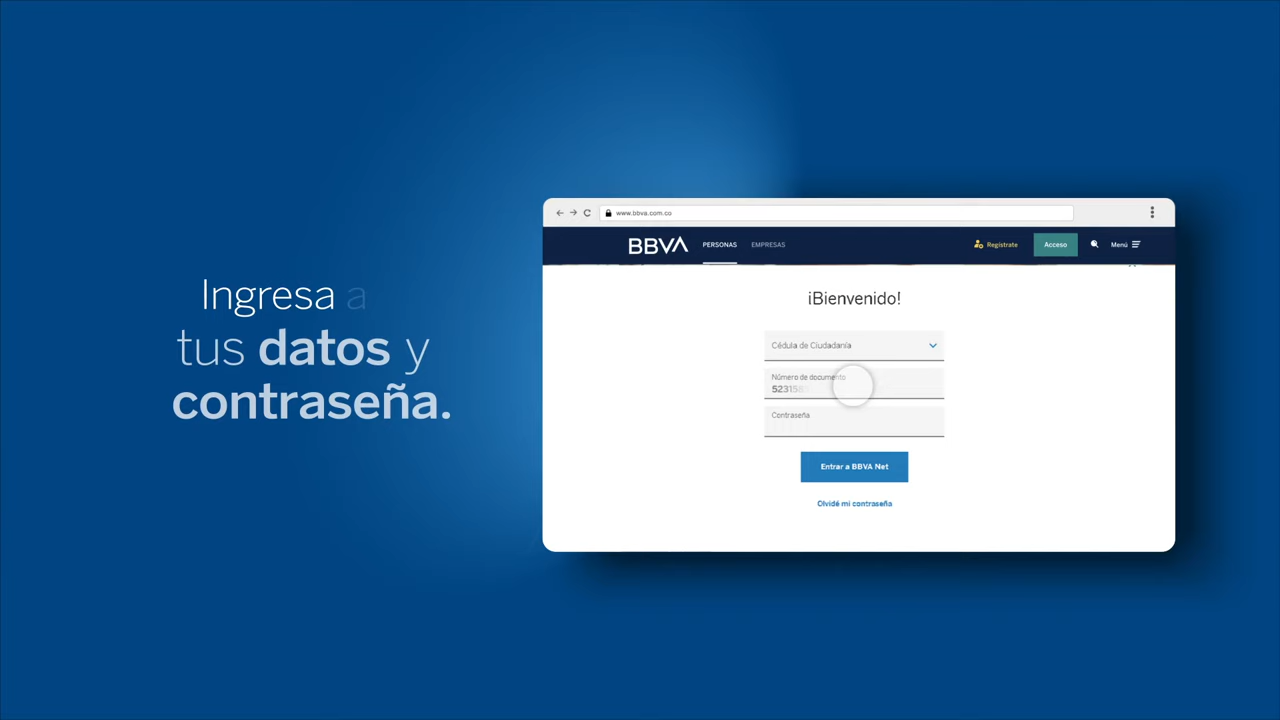 Ingresa a
tus datos y
contraseña.
www.bbva.com.co
BBVA PERSONAS EMPRESAS Regístrate Acceso Menú
¡Bienvenido!
Cédula de Ciudadanía
Número de documento
52315
Contraseña
Entrar a BBVA Net
Olvidé mi contraseña